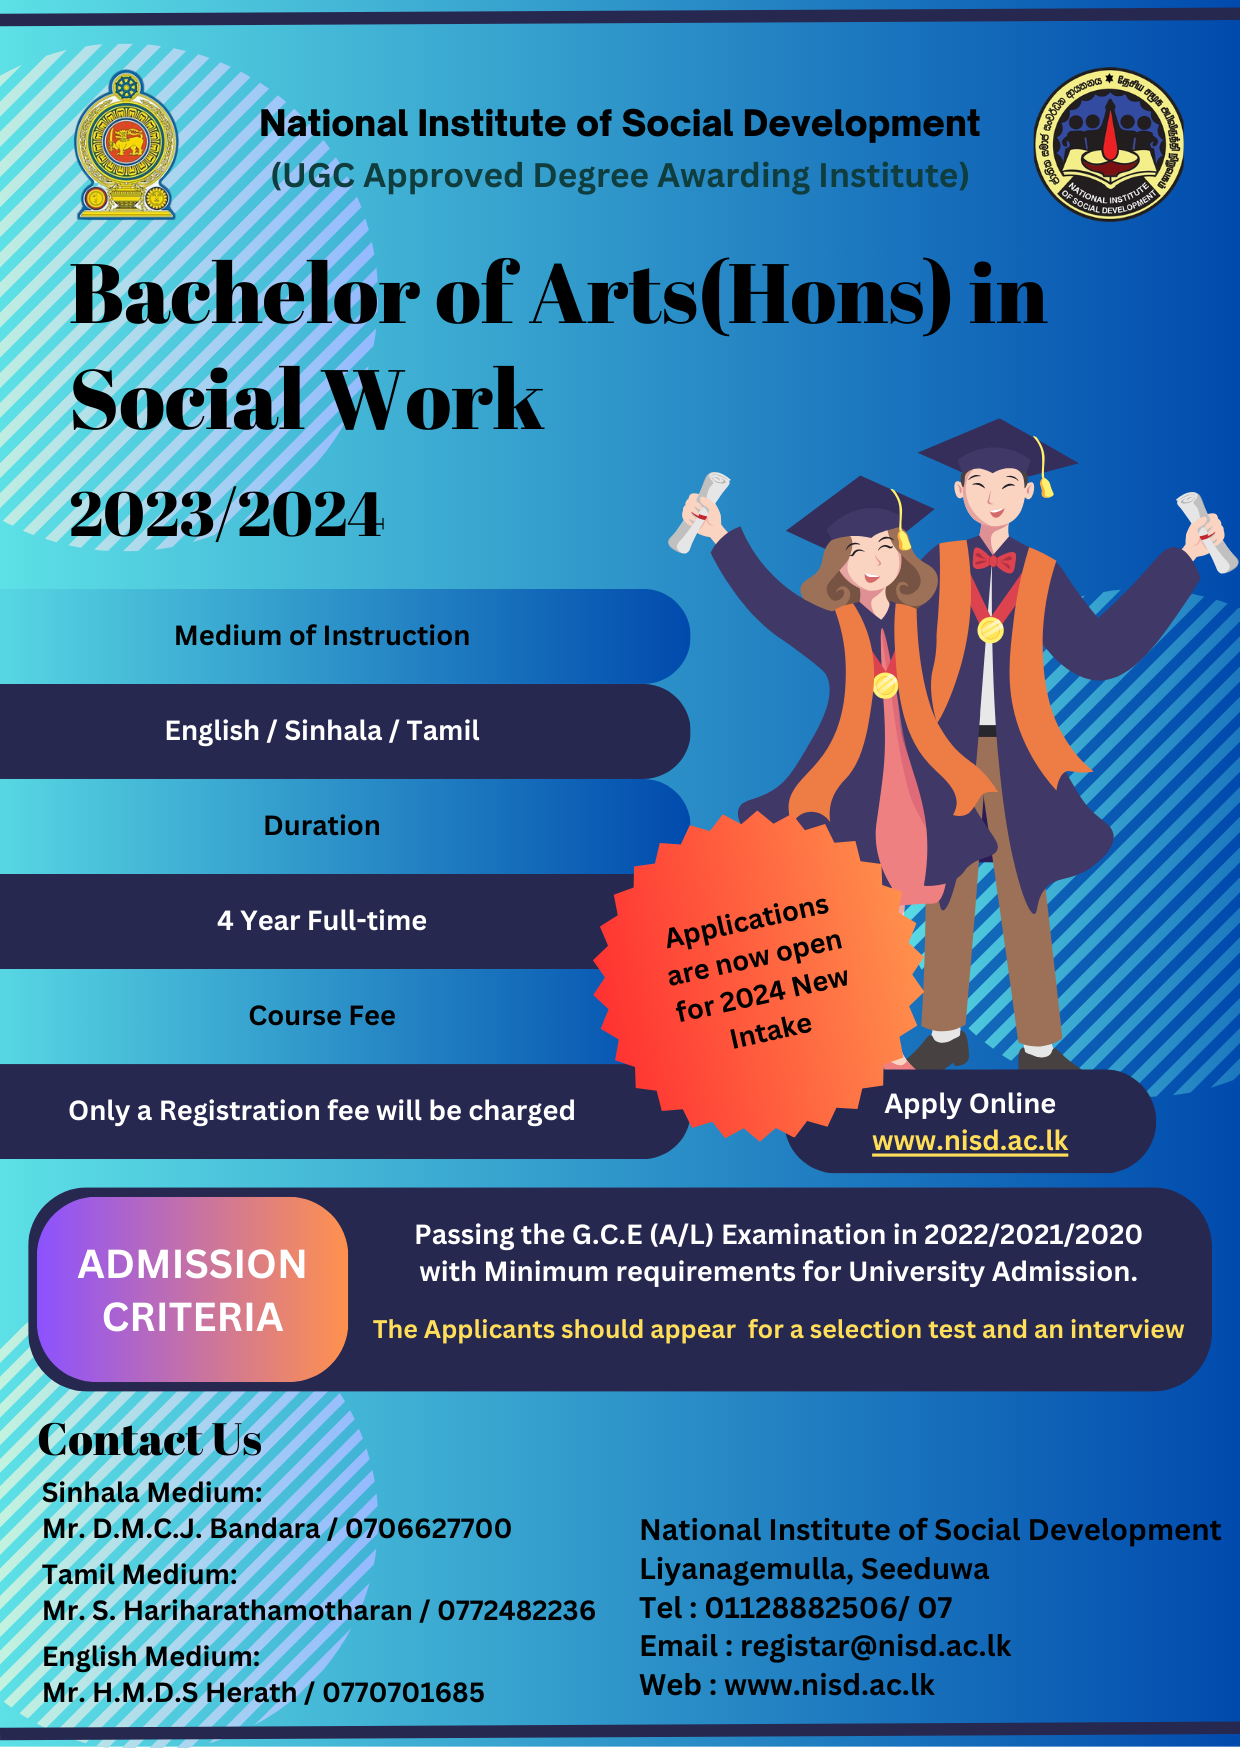 National Institute of Social Development
(UGC Approved Degree Awarding Institute)
NATIONAL INSTITUTE
OF SOCIAL DEVELOPMENT
Bachelor of Arts(Hons) in
Social Work
2023/2024
Medium of Instruction
English / Sinhala / Tamil
Duration
4 Year Full-time
Course Fee
Only a Registration fee will be charged
Applications
are now open
for 2024 New
Intake
Apply Online
www.nisd.ac.lk
ADMISSION
CRITERIA
Passing the G.C.E (A/L) Examination in 2022/2021/2020
with Minimum requirements for University Admission.
The Applicants should appear  for a selection test and an interview
Contact Us
Sinhala Medium:
Mr. D.M.C.J. Bandara / 0706627700
Tamil Medium:
Mr. S. Hariharathamotharan / 0772482236
English Medium:
Mr. H.M.D.S Herath / 0770701685
National Institute of Social Development
Liyanagemulla, Seeduwa
Tel : 01128882506/ 07
Email : registar@nisd.ac.lk
Web : www.nisd.ac.lk